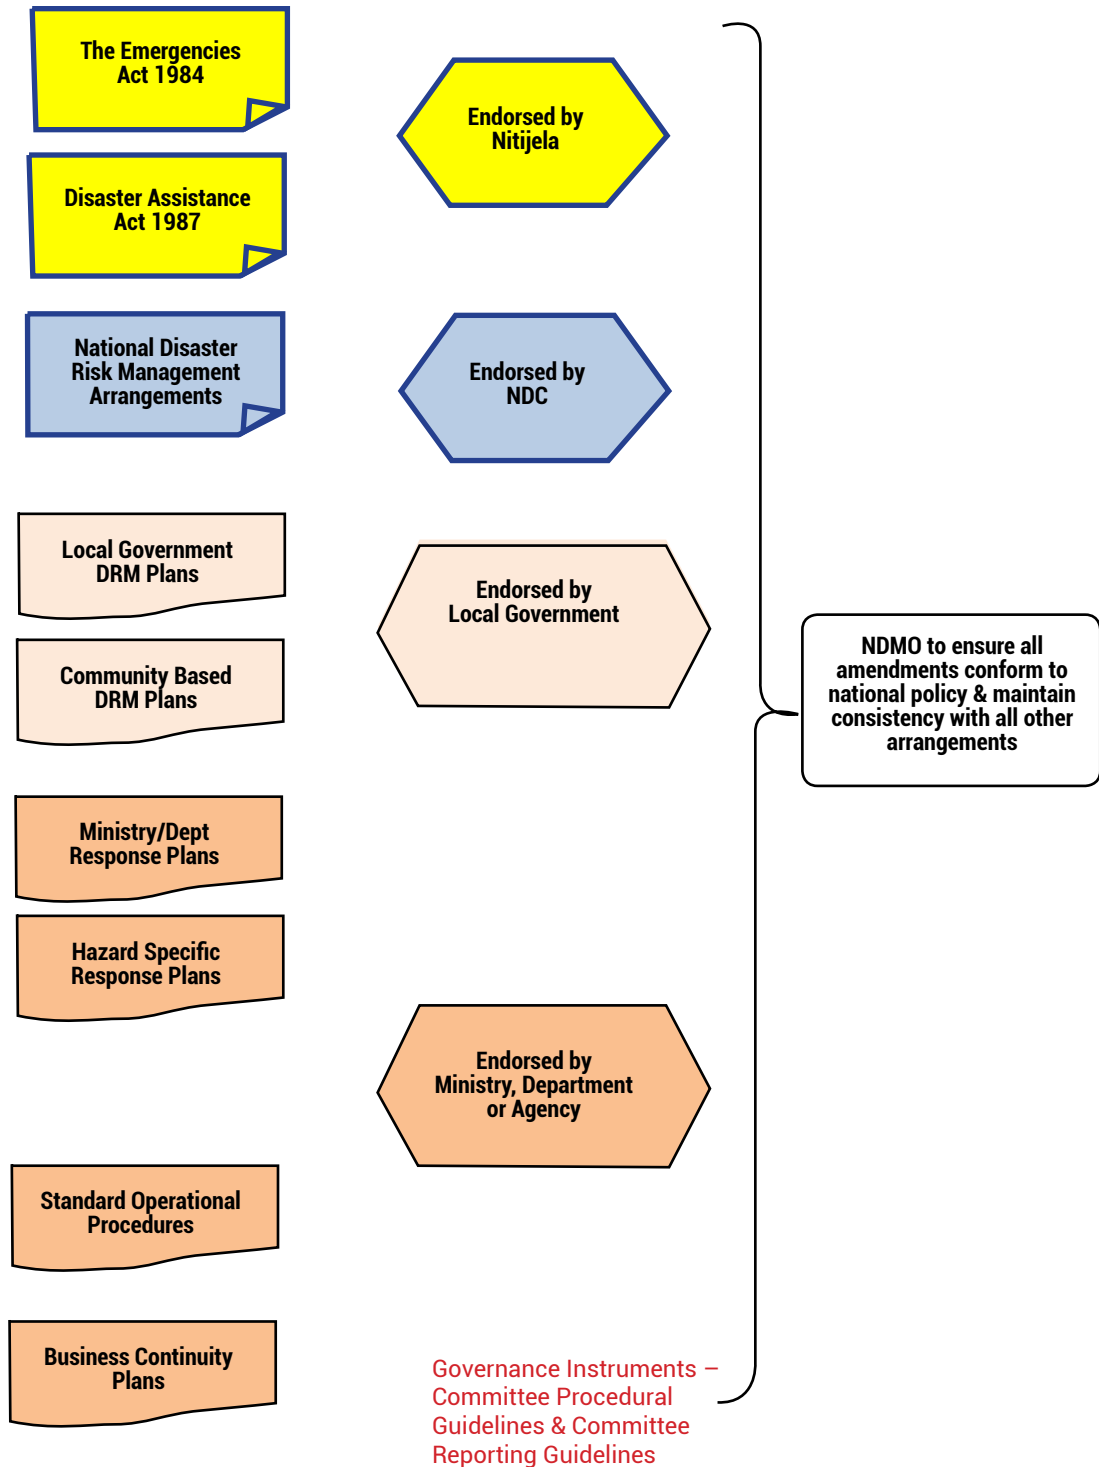 The Emergencies
Act 1984
Endorsed by
Nitijela
Disaster Assistance
Act 1987
National Disaster
Risk Management
Arrangements
Endorsed by
NDC
Local Government
DRM Plans
Endorsed by
Local Government
Community Based
DRM Plans
NDMO to ensure all
amendments conform to
national policy & maintain
consistency with all other
arrangements
Ministry/Dept
Response Plans
Hazard Specific
Response Plans
Endorsed by
Ministry, Department
or Agency
Standard Operational
Procedures
Business Continuity
Plans
Governance Instruments –
Committee Procedural
Guidelines & Committee
Reporting Guidelines